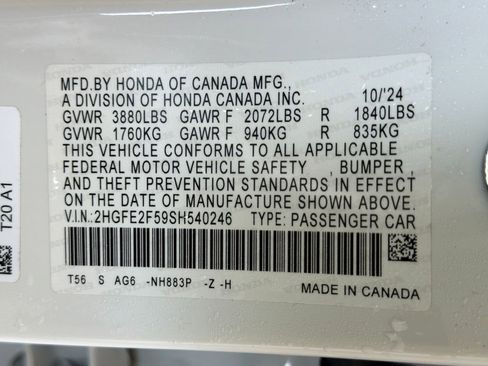 MFD.BY HONDA OF CANADA MFG.,
A DIVISION OF HONDA CANADA INC. 10/'24
GVWR 3880LBS GAWR F 2072LBS R 1840LBS
GVWR 1760KG GAWR F 940KG R 835KG
THIS VEHICLE CONFORMS TO ALL APPLICABLE
FEDERAL MOTOR VEHICLE SAFETY , BUMPER ,
AND THEFT PREVENTION STANDARDS IN EFFECT
ON THE DATE OF MANUFACTURE SHOWN ABOVE.
V.I.N:2HGFE2F59SH540246 TYPE: PASSENGER CAR
T56 S AG6 -NH883P -Z -H
MADE IN CANADA
T20 A1